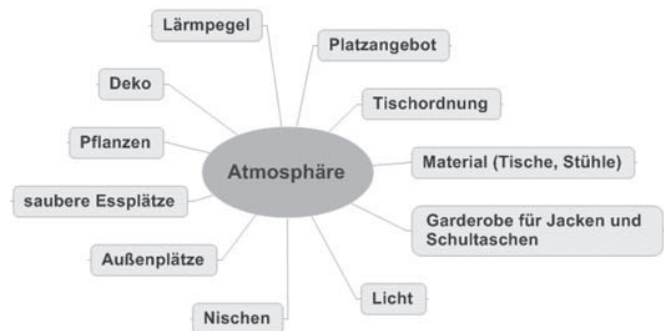 Lärmpegel
Platzangebot
Deko
Tischordnung
Pflanzen
Atmosphäre
Material (Tische, Stühle)
saubere Essplätze
Garderobe für Jacken und
Schultaschen
Außenplätze
Licht
Nischen